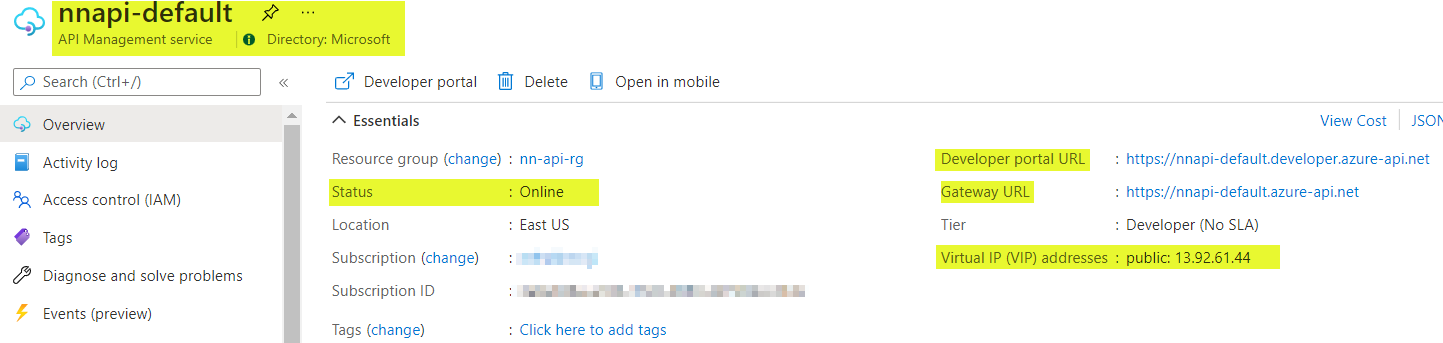 nnapi-default ...
API Management service Directory: Microsoft
Search (Ctrl+/) «
Developer portal Delete Open in mobile
Overview
Activity log
Access control (IAM)
Tags
Diagnose and solve problems
Events (preview)
Essentials View Cost JSON
Resource group (change) : nn-api-rg
Status : Online
Location : East US
Subscription (change) :
Subscription ID :
Tags (change) : Click here to add tags
Developer portal URL : https://nnapi-default.developer.azure-api.net
Gateway URL : https://nnapi-default.azure-api.net
Tier : Developer (No SLA)
Virtual IP (VIP) addresses : public: 13.92.61.44